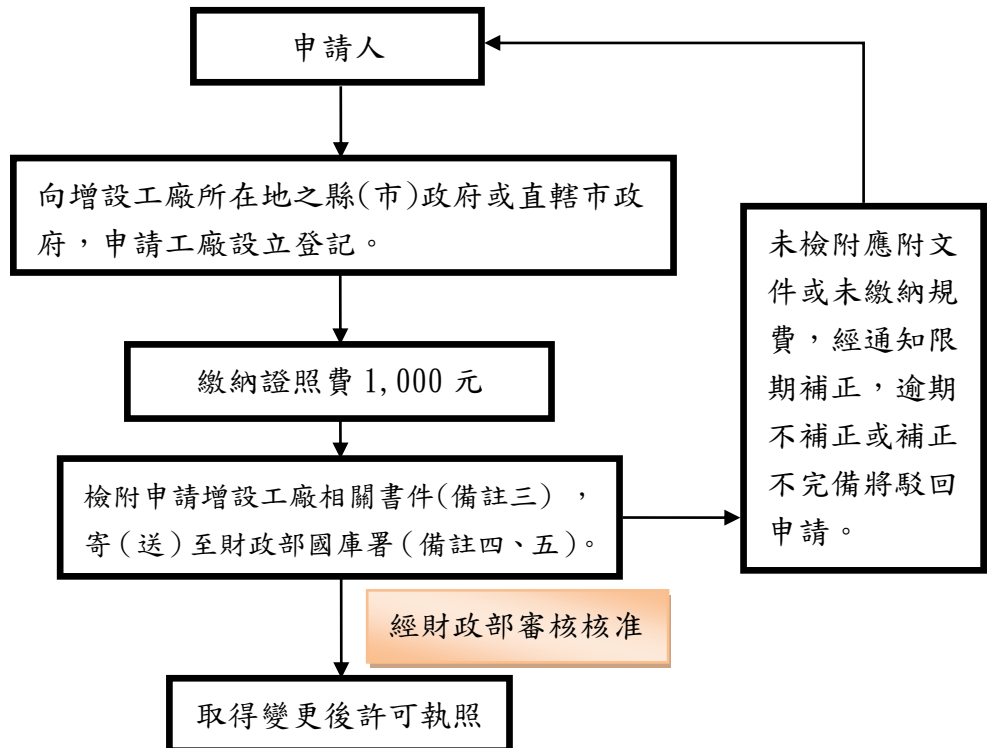 申請人
向增設工廠所在地之縣(市)政府或直轄市政
府，申請工廠設立登記。
繳納證照費 1,000 元
檢附申請增設工廠相關書件(備註三)，
寄(送)至財政部國庫署(備註四、五)。
未檢附應附文
件或未繳納規
費，經通知限
期補正，逾期
不補正或補正
不完備將駁回
申請。
經財政部審核核准
取得變更後許可執照